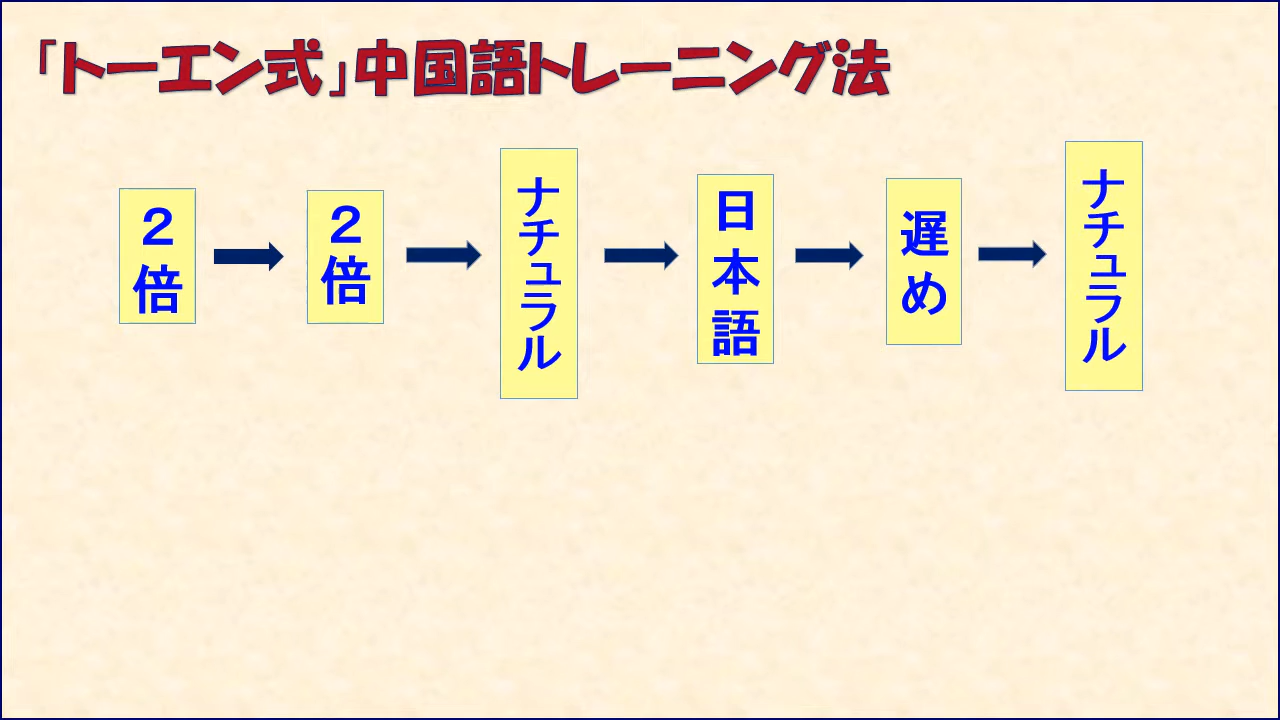 「トーエン式」中国語トレーニング法
２倍
２倍
ナチュラル
日本語
遅め
ナチュラル